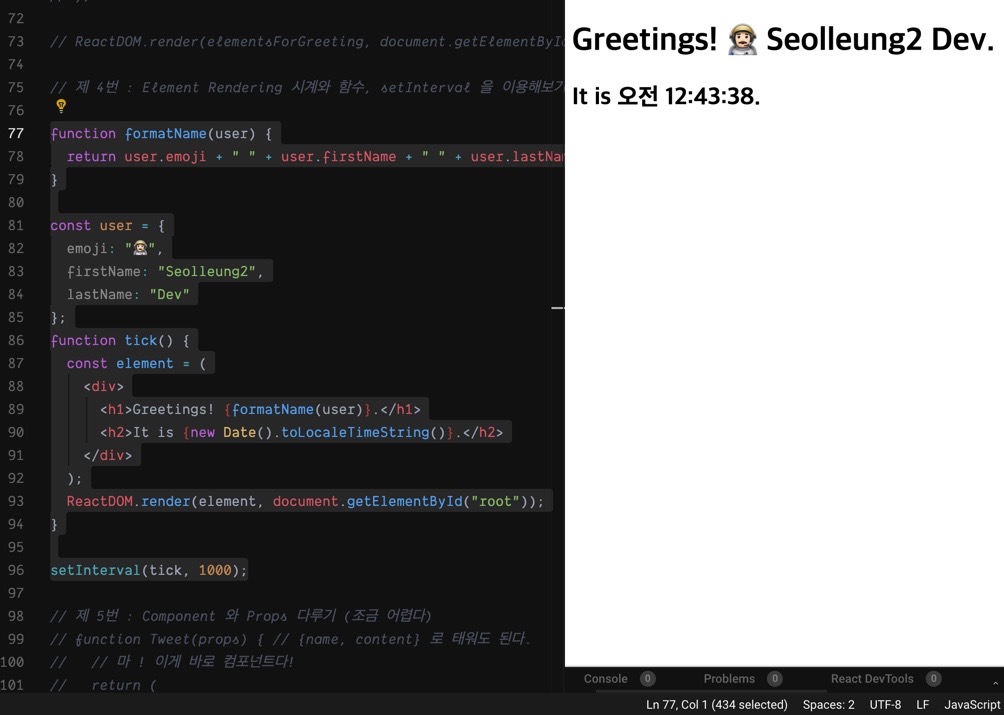 72
73 // ReactDOM.render(elementsForGreeting, document.getElementById
74
75 // 제 4번 : Element Rendering 시계와 함수, setInterval 을 이용해보기
76
77 function formatName(user) {
78 return user.emoji + " " + user.firstName + " " + user.lastNam
79 }
80
81 const user = {
82 emoji: "👩🏻‍🚀",
83 firstName: "Seolleung2",
84 lastName: "Dev"
85 };
86 function tick() {
87 const element = (
88 <div>
89 <h1>Greetings! {formatName(user)}.</h1>
90 <h2>It is {new Date().toLocaleTimeString()}.</h2>
91 </div>
92 );
93 ReactDOM.render(element, document.getElementById("root"));
94 }
95
96 setInterval(tick, 1000);
97
98 // 제 5번 : Component 와 Props 다루기 (조금 어렵다)
99 // function Tweet(props) { // {name, content} 로 태워도 된다.
100 // // 마 ! 이게 바로 컴포넌트다!
101 // return (
Greetings! 👩🏻‍🚀 Seolleung2 Dev.
It is 오전 12:43:38.
Console 0 Problems 0 React DevTools 0
Ln 77, Col 1 (434 selected) Spaces: 2 UTF-8 LF JavaScript